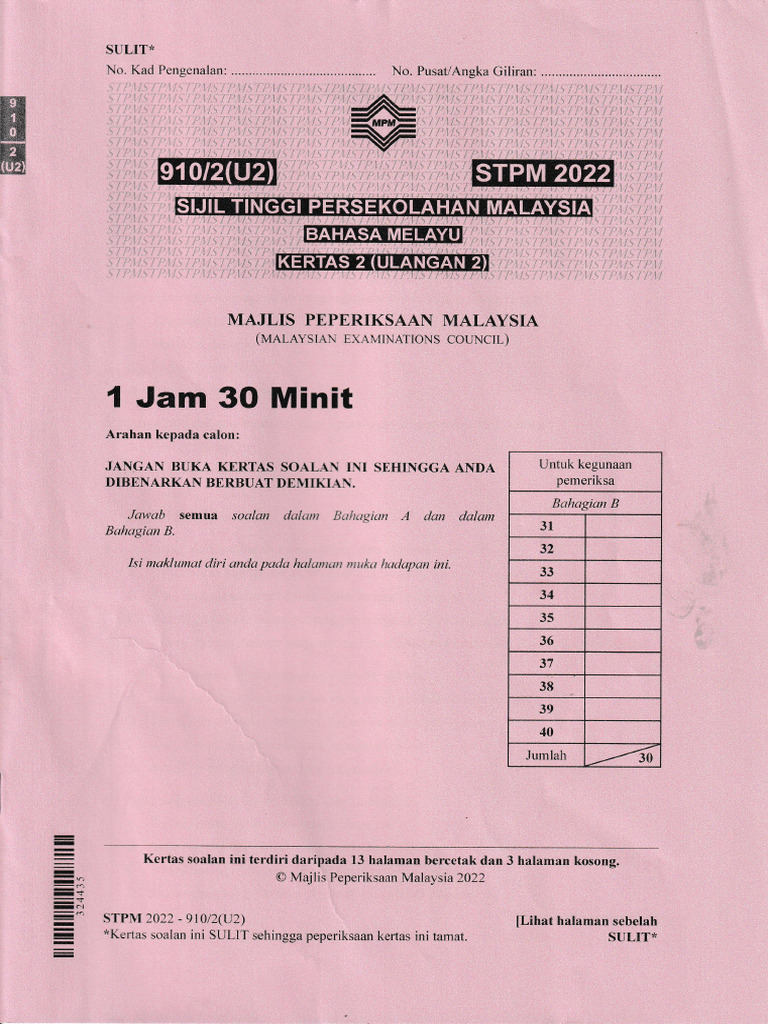 SULIT*
No. Kad Pengenalan: ...................................... No. Pusat/Angka Giliran: ................................
9
1
0
2
(U2)
MPM
910/2(U2) STPM 2022
SIJIL TINGGI PERSEKOLAHAN MALAYSIA
BAHASA MELAYU
KERTAS 2 (ULANGAN 2)
MAJLIS PEPERIKSAAN MALAYSIA
(MALAYSIAN EXAMINATIONS COUNCIL)
1 Jam 30 Minit
Arahan kepada calon:
JANGAN BUKA KERTAS SOALAN INI SEHINGGA ANDA
DIBENARKAN BERBUAT DEMIKIAN.
Jawab semua soalan dalam Bahagian A dan dalam
Bahagian B.
Isi maklumat diri anda pada halaman muka hadapan ini.
Untuk kegunaan
pemeriksa
Bahagian B
31
32
33
34
35
36
37
38
39
40
Jumlah 30
324435
Kertas soalan ini terdiri daripada 13 halaman bercetak dan 3 halaman kosong.
© Majlis Peperiksaan Malaysia 2022
STPM 2022 - 910/2(U2) [Lihat halaman sebelah
*Kertas soalan ini SULIT sehingga peperiksaan kertas ini tamat. SULIT*